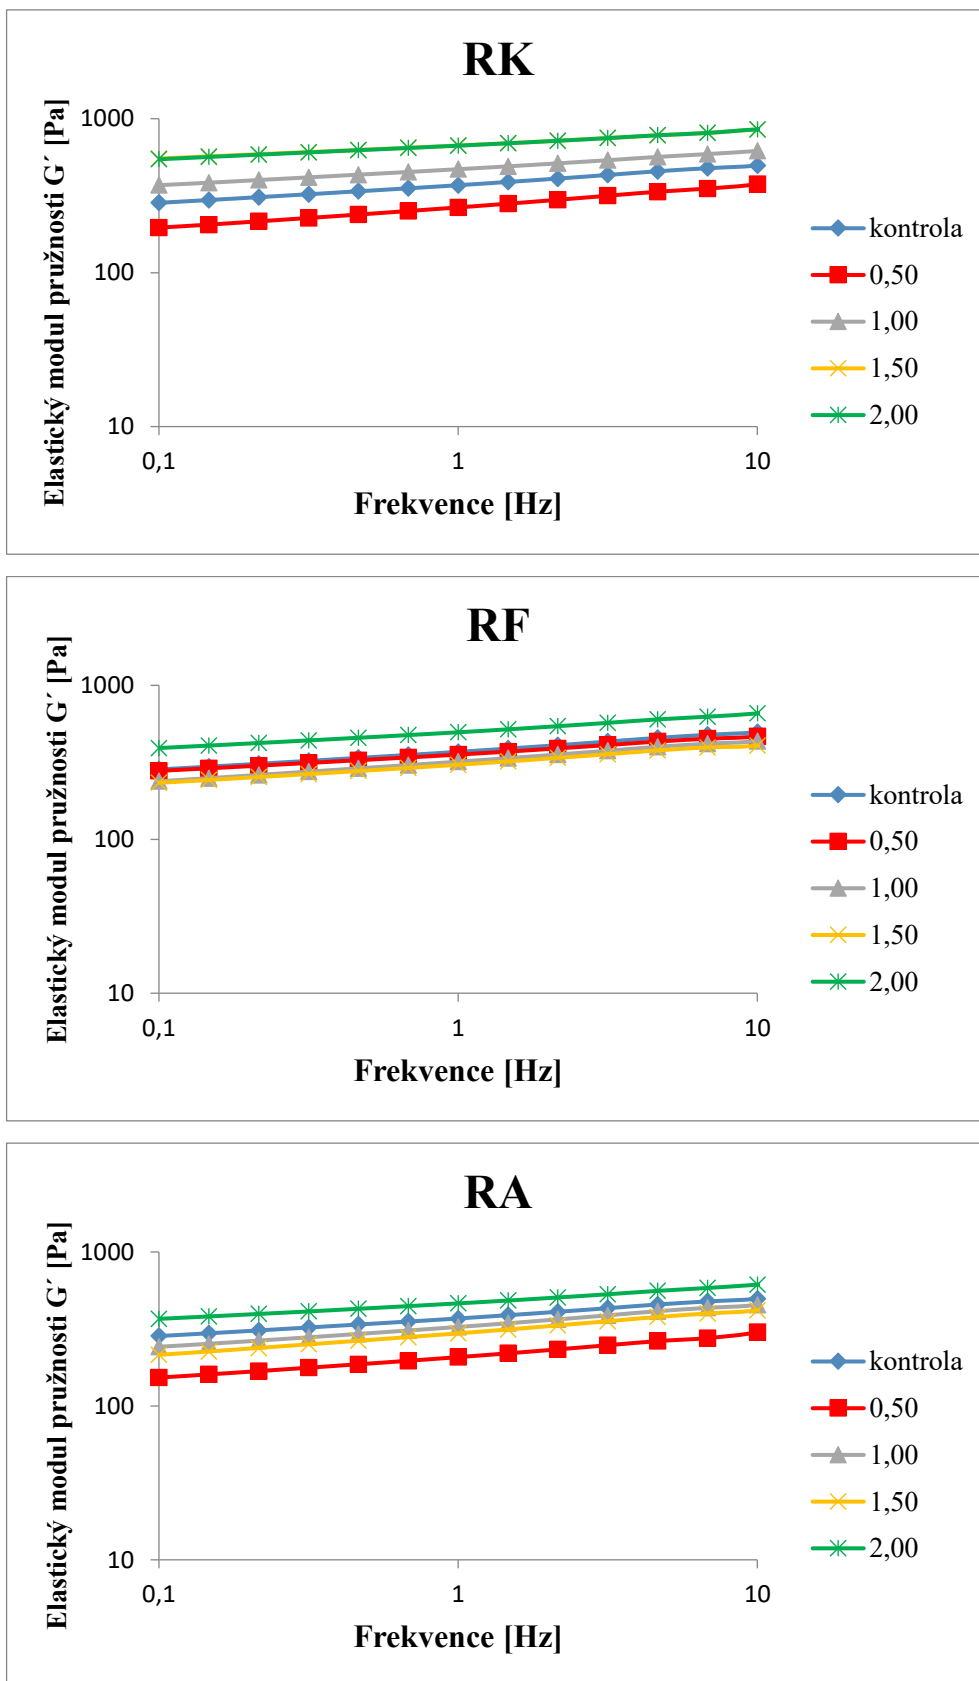 RK
Elastický modul pružnosti G´ [Pa]
1000
100
10
0,1
1
10
Frekvence [Hz]
kontrola
0,50
1,00
1,50
2,00
RF
Elastický modul pružnosti G´ [Pa]
1000
100
10
0,1
1
10
Frekvence [Hz]
kontrola
0,50
1,00
1,50
2,00
RA
Elastický modul pružnosti G´ [Pa]
1000
100
10
0,1
1
10
Frekvence [Hz]
kontrola
0,50
1,00
1,50
2,00